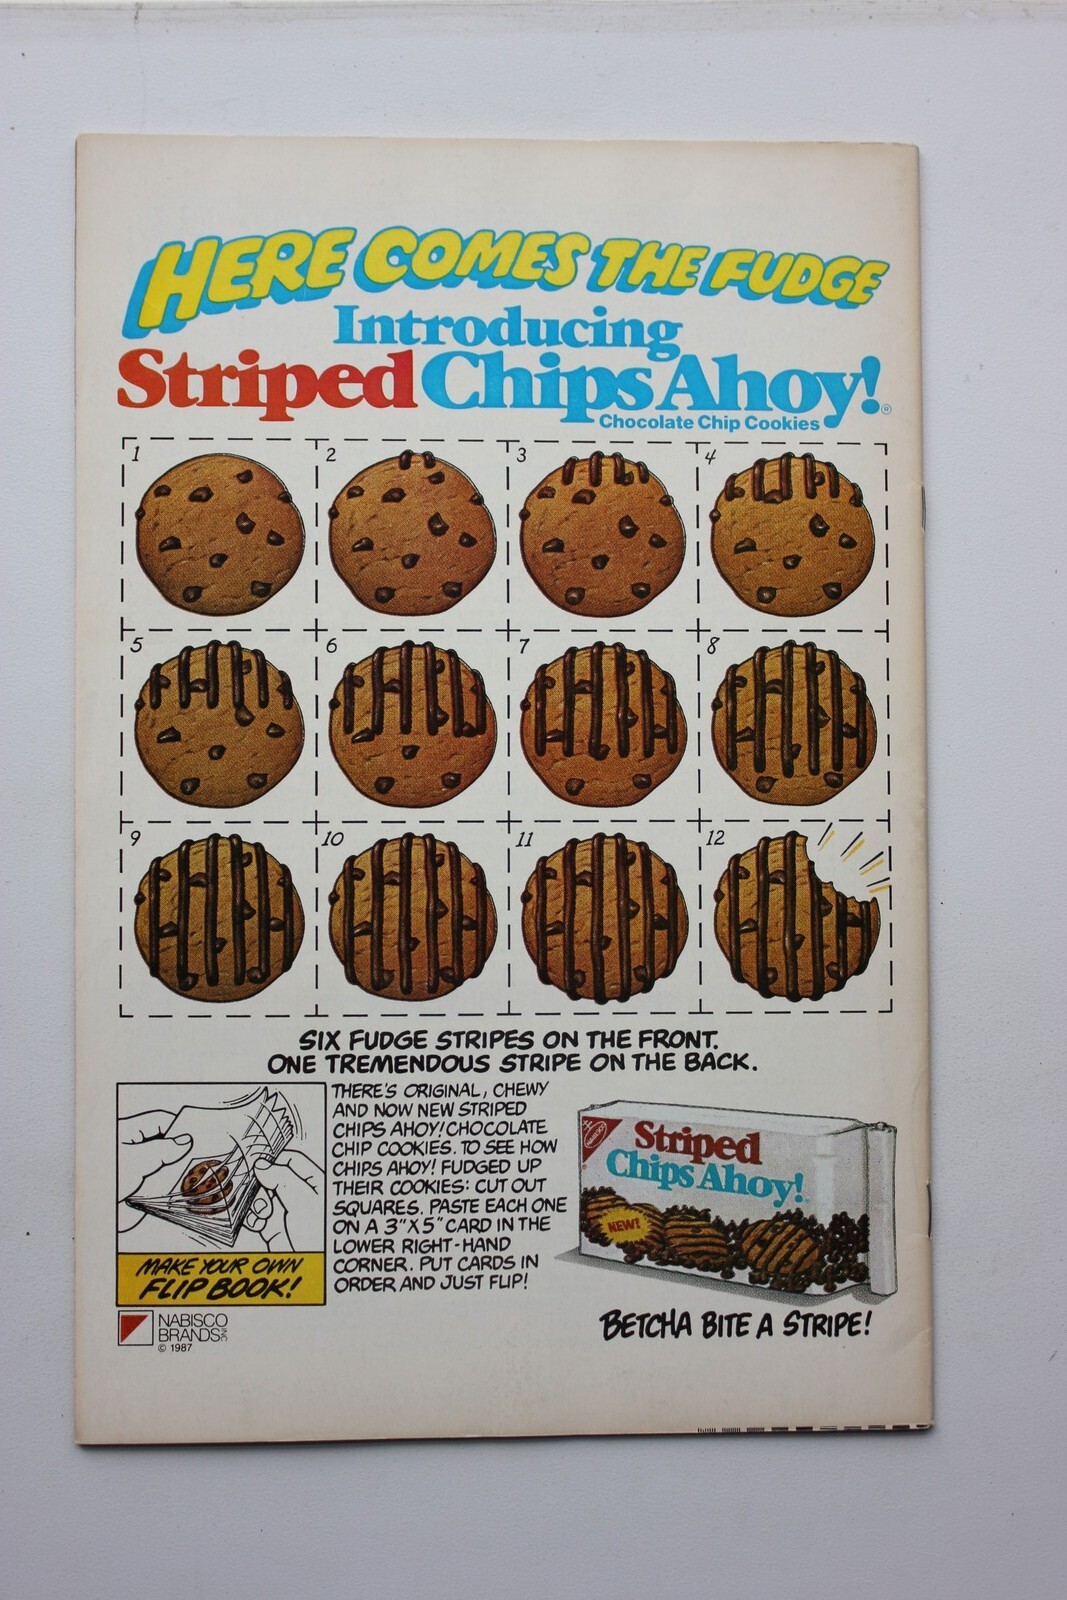 HERE COMES THE FUDGE
Introducing
Striped Chips Ahoy!®
Chocolate Chip Cookies
1
2
3
4
5
6
7
8
9
10
11
12
SIX FUDGE STRIPES ON THE FRONT.
ONE TREMENDOUS STRIPE ON THE BACK.
MAKE YOUR OWN
FLIP BOOK!
THERE'S ORIGINAL, CHEWY
AND NOW NEW STRIPED
CHIPS AHOY! CHOCOLATE
CHIP COOKIES. TO SEE HOW
CHIPS AHOY! FUDGED UP
THEIR COOKIES: CUT OUT
SQUARES. PASTE EACH ONE
ON A 3" X 5" CARD IN THE
LOWER RIGHT-HAND
CORNER. PUT CARDS IN
ORDER AND JUST FLIP!
NABISCO
Striped
Chips Ahoy!
NEW!
BETCHA BITE A STRIPE!
NABISCO
BRANDS INC
© 1987